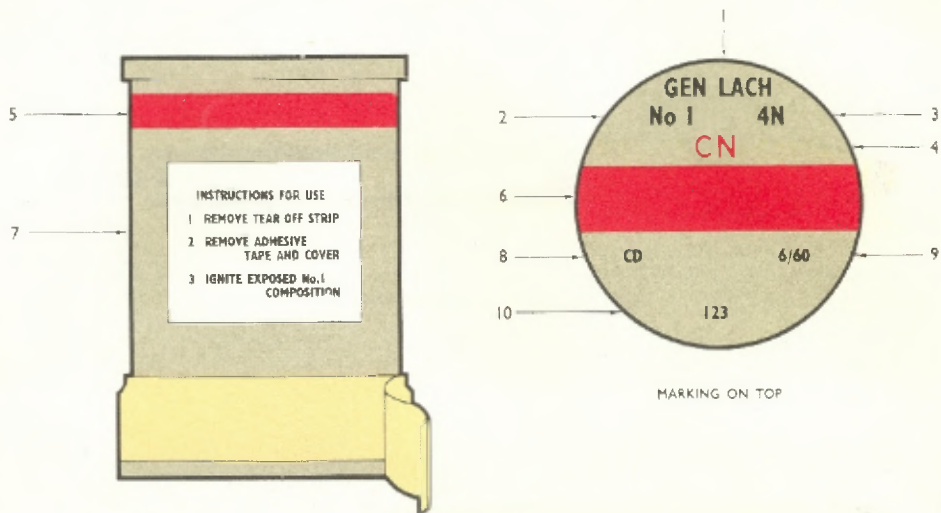 1
GEN LACH
No 1 4N
CN
2
3
4
5
6
7
8
9
10
CD 6/60
123
INSTRUCTIONS FOR USE
1 REMOVE TEAR OFF STRIP
2 REMOVE ADHESIVE
TAPE AND COVER
3 IGNITE EXPOSED No.1
COMPOSITION
MARKING ON TOP